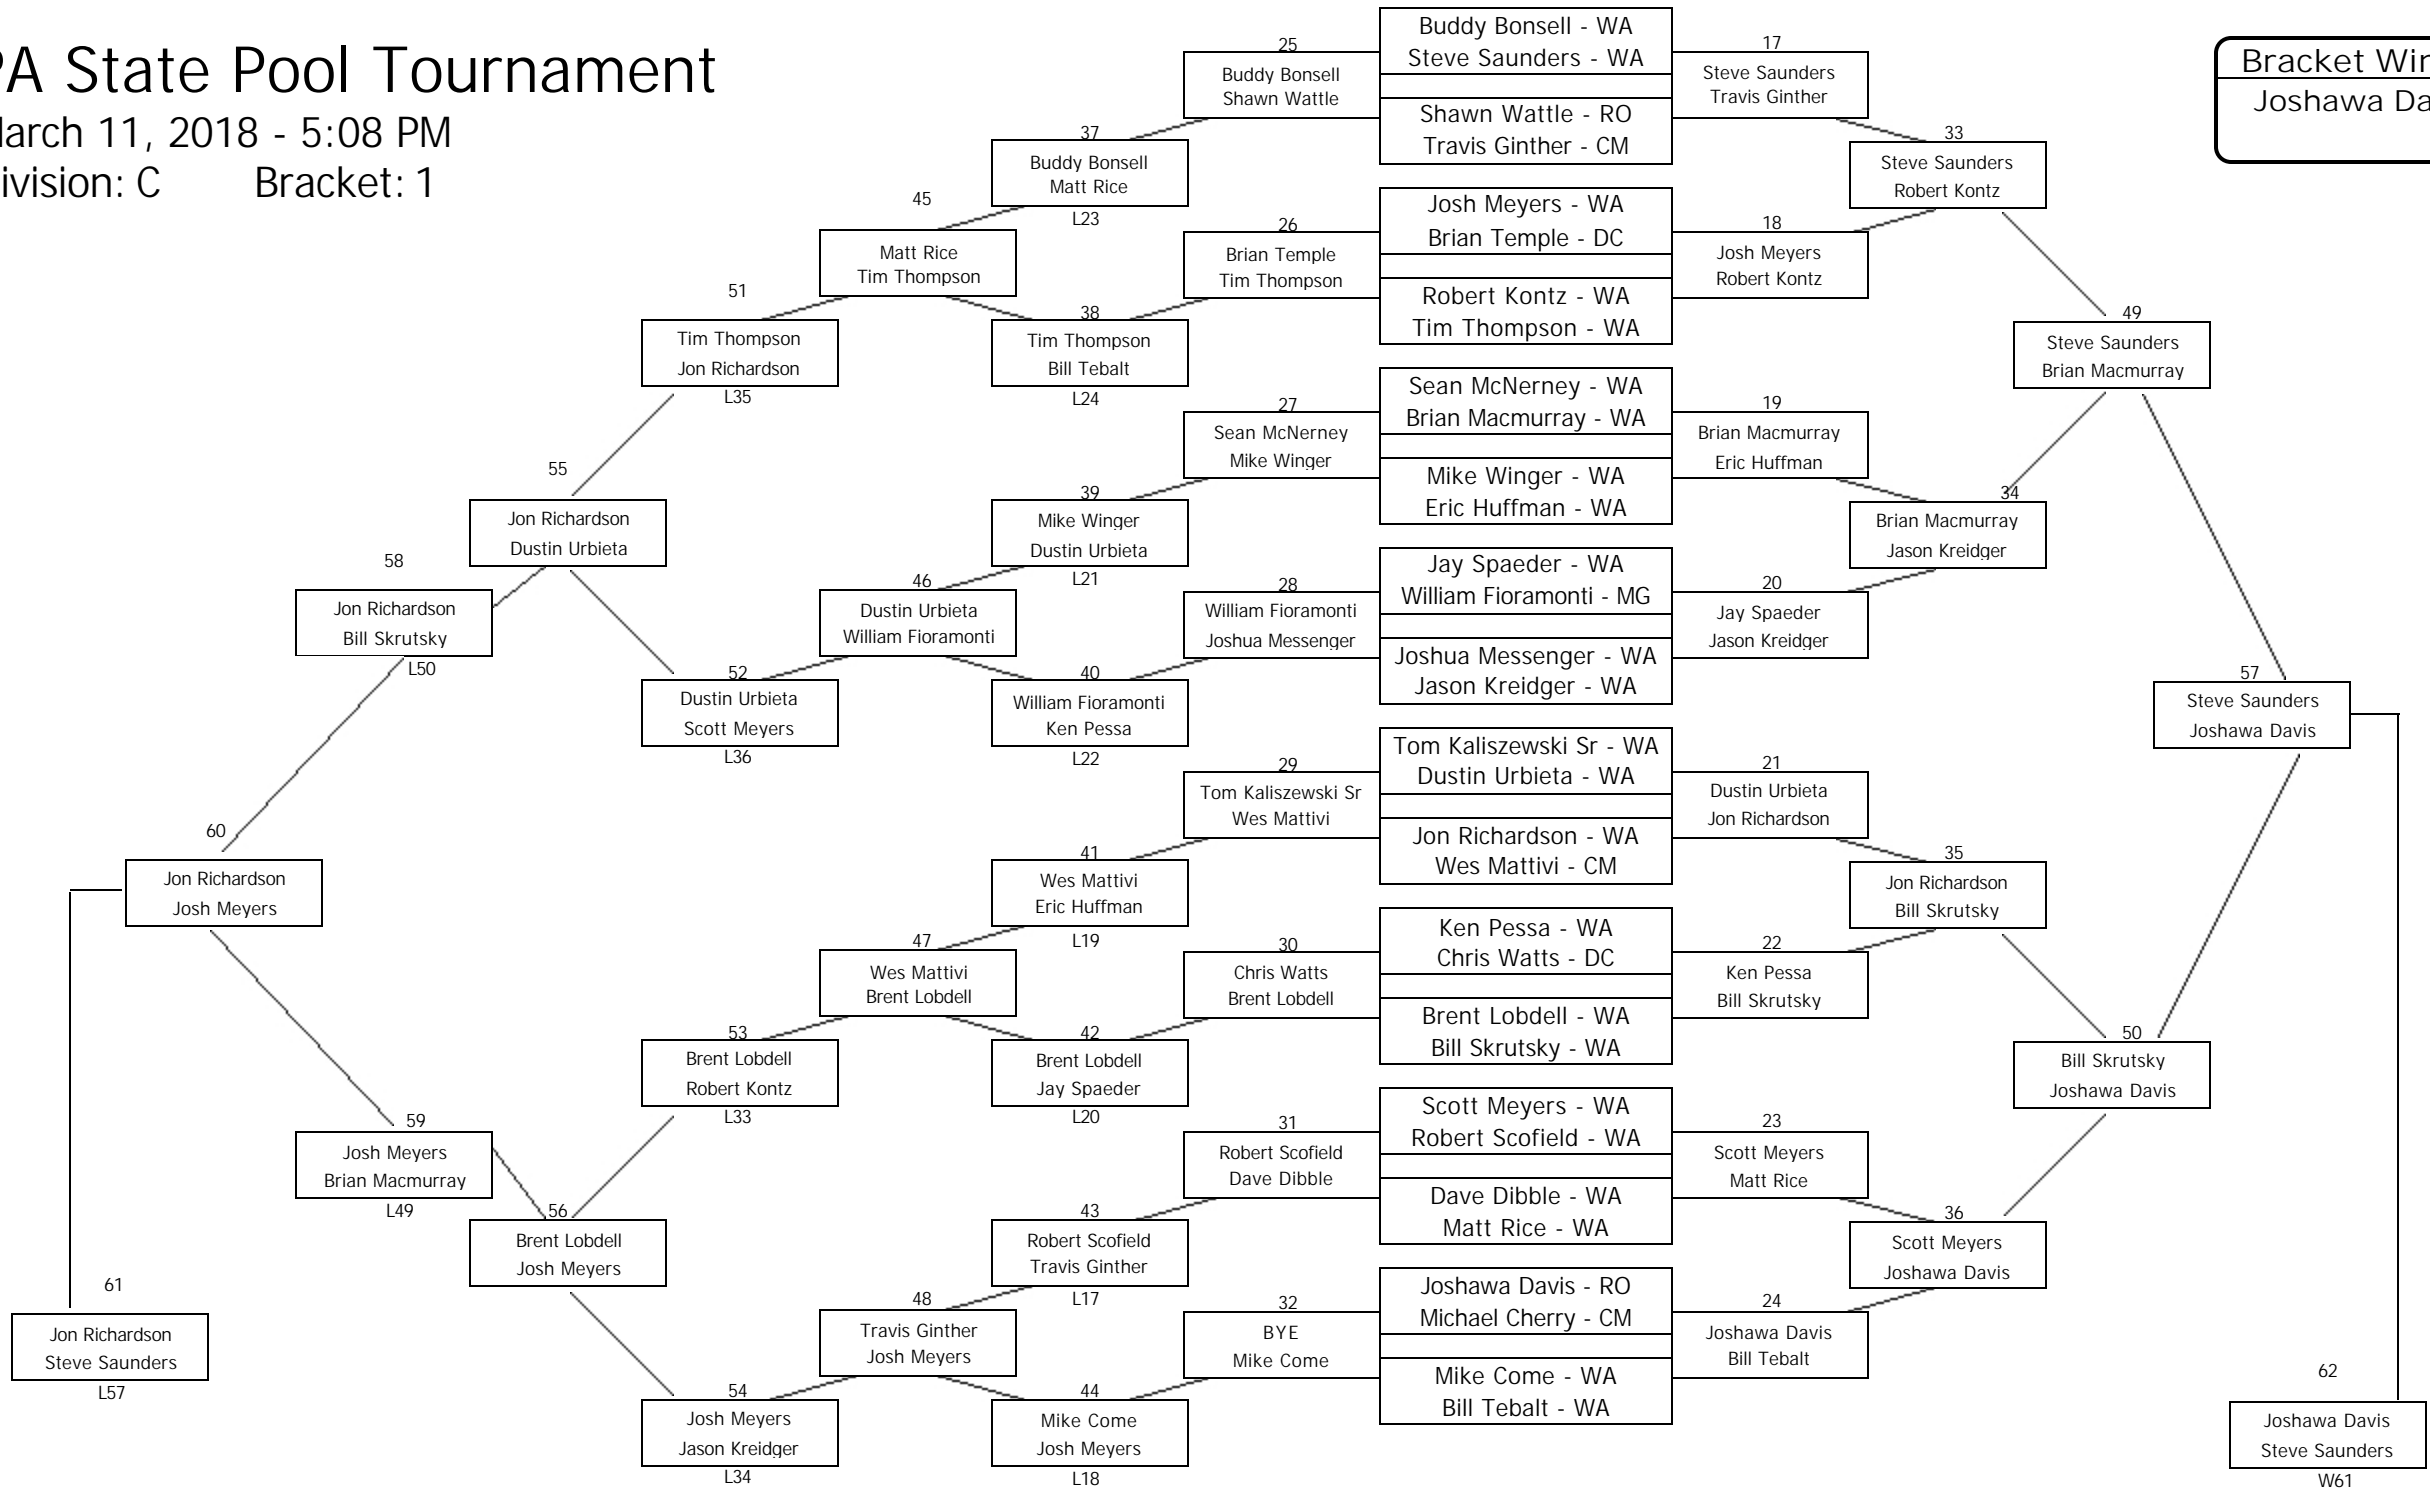 PA State Pool Tournament
arch 11, 2018 - 5:08 PM
ivision: C Bracket: 1
61
Jon Richardson
Steve Saunders
L57
60
Jon Richardson
Josh Meyers
58
Jon Richardson
Bill Skrutsky
L50
59
Josh Meyers
Brian Macmurray
L49
55
Jon Richardson
Dustin Urbieta
56
Brent Lobdell
Josh Meyers
51
Tim Thompson
Jon Richardson
L35
52
Dustin Urbieta
Scott Meyers
L36
53
Brent Lobdell
Robert Kontz
L33
54
Josh Meyers
Jason Kreidger
L34
45
Matt Rice
Tim Thompson
46
Dustin Urbieta
William Fioramonti
47
Wes Mattivi
Brent Lobdell
48
Travis Ginther
Josh Meyers
37
Buddy Bonsell
Matt Rice
L23
38
Tim Thompson
Bill Tebalt
L24
39
Mike Winger
Dustin Urbieta
L21
40
William Fioramonti
Ken Pessa
L22
41
Wes Mattivi
Eric Huffman
L19
42
Brent Lobdell
Jay Spaeder
L20
43
Robert Scofield
Travis Ginther
L17
44
Mike Come
Josh Meyers
L18
25
Buddy Bonsell
Shawn Wattle
26
Brian Temple
Tim Thompson
27
Sean McNerney
Mike Winger
28
William Fioramonti
Joshua Messenger
29
Tom Kaliszewski Sr
Wes Mattivi
30
Chris Watts
Brent Lobdell
31
Robert Scofield
Dave Dibble
32
BYE
Mike Come
Buddy Bonsell - WA
Steve Saunders - WA
Shawn Wattle - RO
Travis Ginther - CM
Josh Meyers - WA
Brian Temple - DC
Robert Kontz - WA
Tim Thompson - WA
Sean McNerney - WA
Brian Macmurray - WA
Mike Winger - WA
Eric Huffman - WA
Jay Spaeder - WA
William Fioramonti - MG
Joshua Messenger - WA
Jason Kreidger - WA
Tom Kaliszewski Sr - WA
Dustin Urbieta - WA
Jon Richardson - WA
Wes Mattivi - CM
Ken Pessa - WA
Chris Watts - DC
Brent Lobdell - WA
Bill Skrutsky - WA
Scott Meyers - WA
Robert Scofield - WA
Dave Dibble - WA
Matt Rice - WA
Joshawa Davis - RO
Michael Cherry - CM
Mike Come - WA
Bill Tebalt - WA
17
Steve Saunders
Travis Ginther
18
Josh Meyers
Robert Kontz
19
Brian Macmurray
Eric Huffman
20
Jay Spaeder
Jason Kreidger
21
Dustin Urbieta
Jon Richardson
22
Ken Pessa
Bill Skrutsky
23
Scott Meyers
Matt Rice
24
Joshawa Davis
Bill Tebalt
33
Steve Saunders
Robert Kontz
34
Brian Macmurray
Jason Kreidger
35
Jon Richardson
Bill Skrutsky
36
Scott Meyers
Joshawa Davis
49
Steve Saunders
Brian Macmurray
50
Bill Skrutsky
Joshawa Davis
57
Steve Saunders
Joshawa Davis
62
Joshawa Davis
Steve Saunders
W61
Bracket Win
Joshawa Da